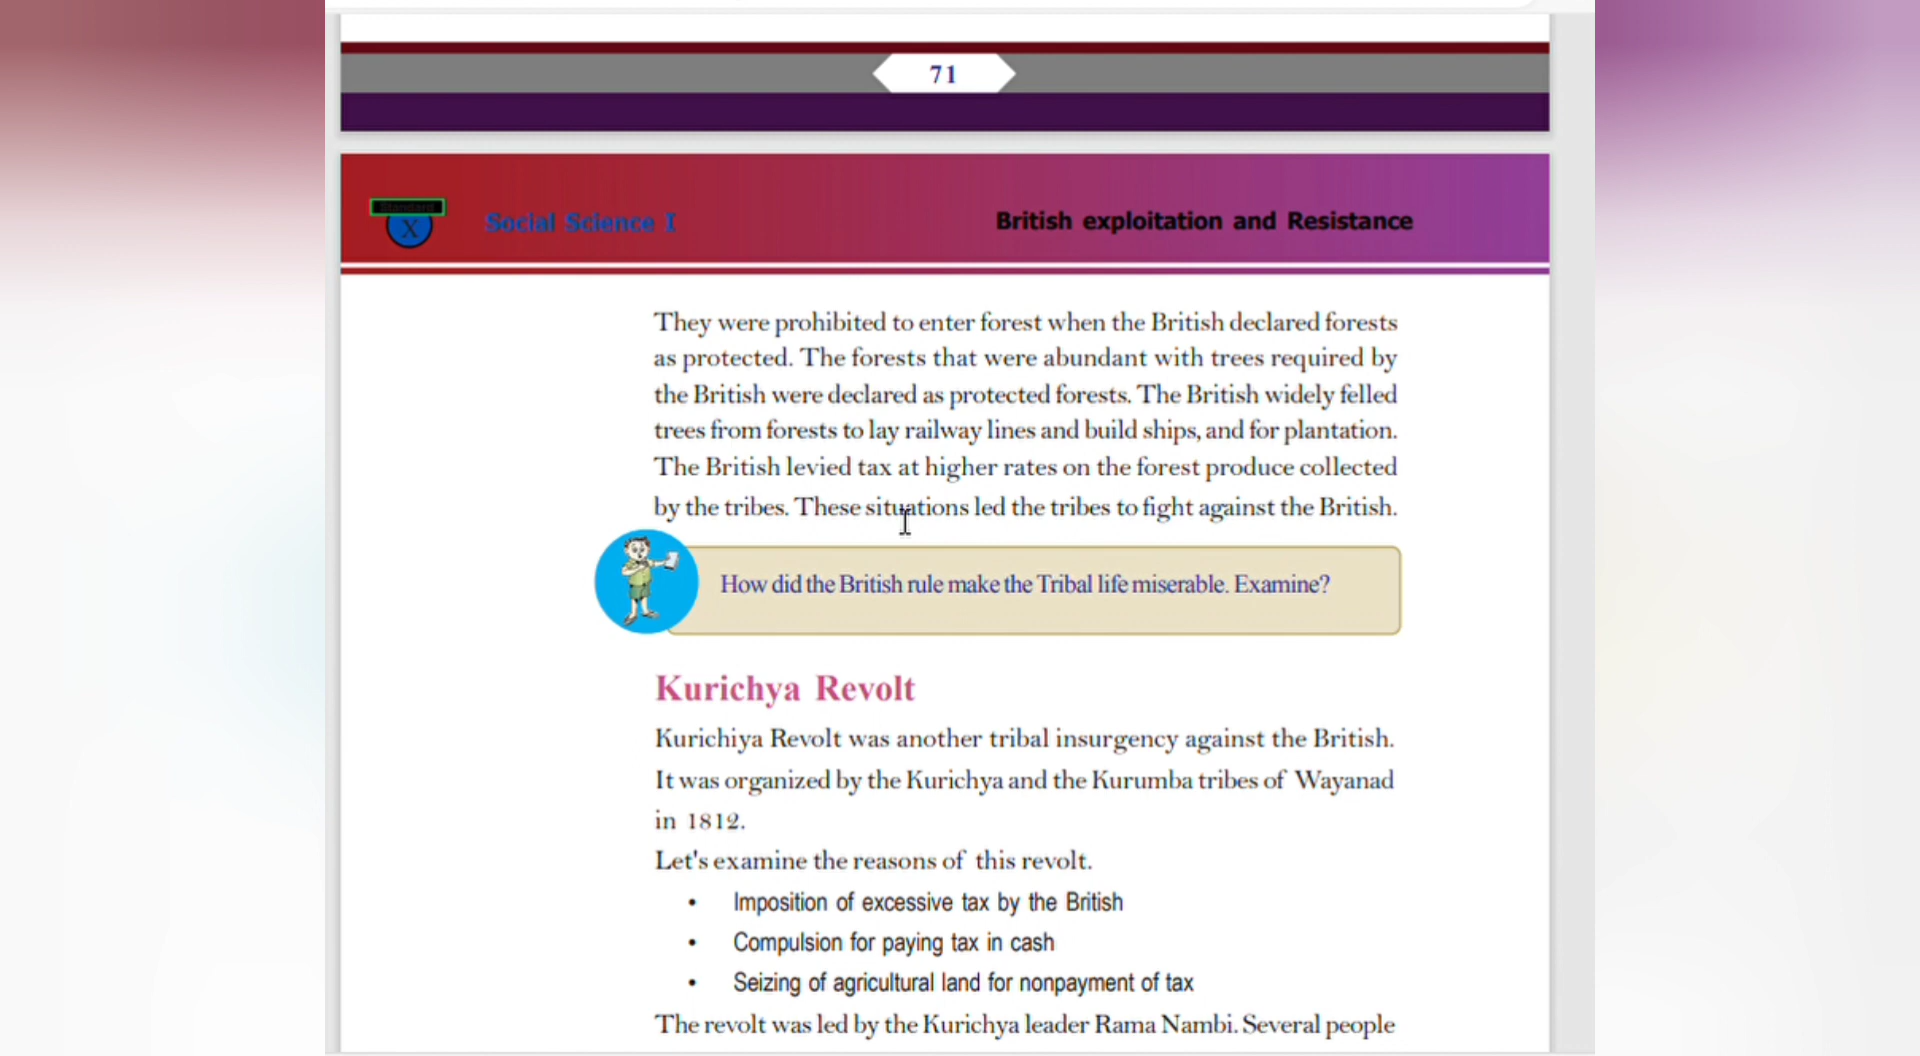 71
Standard
X
Social Science I
British exploitation and Resistance
They were prohibited to enter forest when the British declared forests
as protected. The forests that were abundant with trees required by
the British were declared as protected forests. The British widely felled
trees from forests to lay railway lines and build ships, and for plantation.
The British levied tax at higher rates on the forest produce collected
by the tribes. These situations led the tribes to fight against the British.
How did the British rule make the Tribal life miserable. Examine?
Kurichya Revolt
Kurichiya Revolt was another tribal insurgency against the British.
It was organized by the Kurichya and the Kurumba tribes of Wayanad
in 1812.
Let's examine the reasons of this revolt.
• Imposition of excessive tax by the British
• Compulsion for paying tax in cash
• Seizing of agricultural land for nonpayment of tax
The revolt was led by the Kurichya leader Rama Nambi. Several people